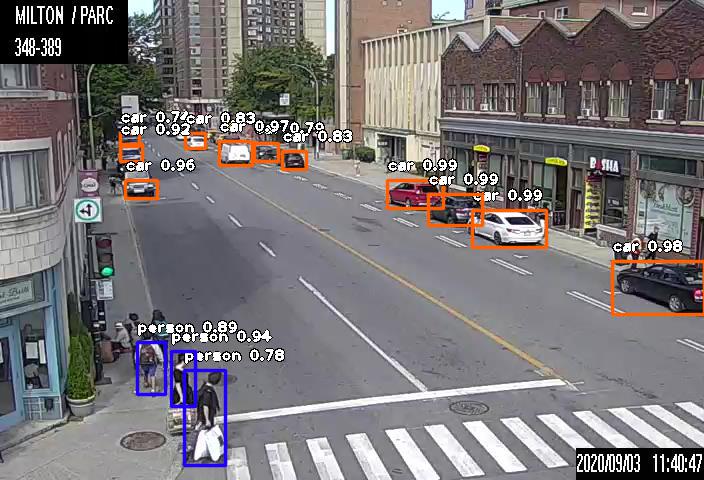 MILTON / PARC
348-389
car 0.74
car 0.83
car 0.92
car 0.97
0.79
car 0.83
car 0.96
car 0.99
car 0.99
car 0.99
BASHA
car 0.98
person 0.89
person 0.94
person 0.78
2020/09/03 11:40:47